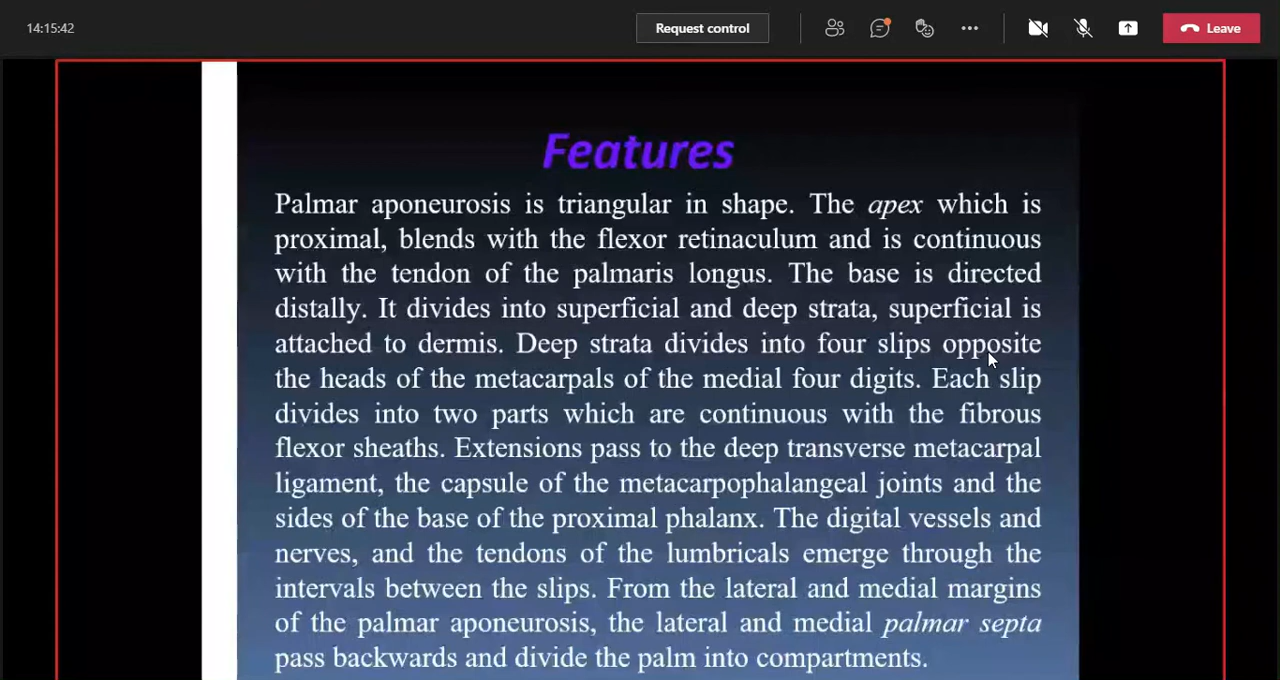 14:15:42
Request control
Leave
Features
Palmar aponeurosis is triangular in shape. The apex which is
proximal, blends with the flexor retinaculum and is continuous
with the tendon of the palmaris longus. The base is directed
distally. It divides into superficial and deep strata, superficial is
attached to dermis. Deep strata divides into four slips opposite
the heads of the metacarpals of the medial four digits. Each slip
divides into two parts which are continuous with the fibrous
flexor sheaths. Extensions pass to the deep transverse metacarpal
ligament, the capsule of the metacarpophalangeal joints and the
sides of the base of the proximal phalanx. The digital vessels and
nerves, and the tendons of the lumbricals emerge through the
intervals between the slips. From the lateral and medial margins
of the palmar aponeurosis, the lateral and medial palmar septa
pass backwards and divide the palm into compartments.